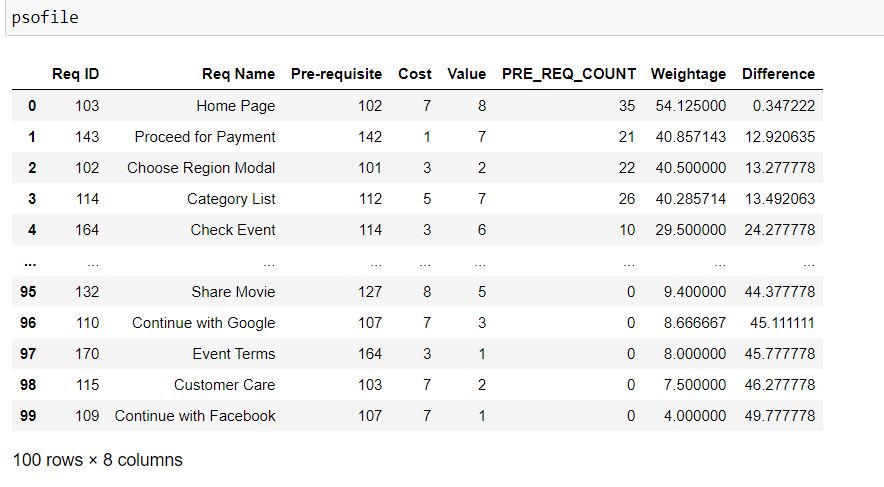 psofile
Req ID Req Name Pre-requisite Cost Value PRE_REQ_COUNT Weightage Difference
0 103 Home Page 102 7 8 35 54.125000 0.347222
1 143 Proceed for Payment 142 1 7 21 40.857143 12.920635
2 102 Choose Region Modal 101 3 2 22 40.500000 13.277778
3 114 Category List 112 5 7 26 40.285714 13.492063
4 164 Check Event 114 3 6 10 29.500000 24.277778
... ... ... ... ... ... ... ... ...
95 132 Share Movie 127 8 5 0 9.400000 44.377778
96 110 Continue with Google 107 7 3 0 8.666667 45.111111
97 170 Event Terms 164 3 1 0 8.000000 45.777778
98 115 Customer Care 103 7 2 0 7.500000 46.277778
99 109 Continue with Facebook 107 7 1 0 4.000000 49.777778
100 rows × 8 columns